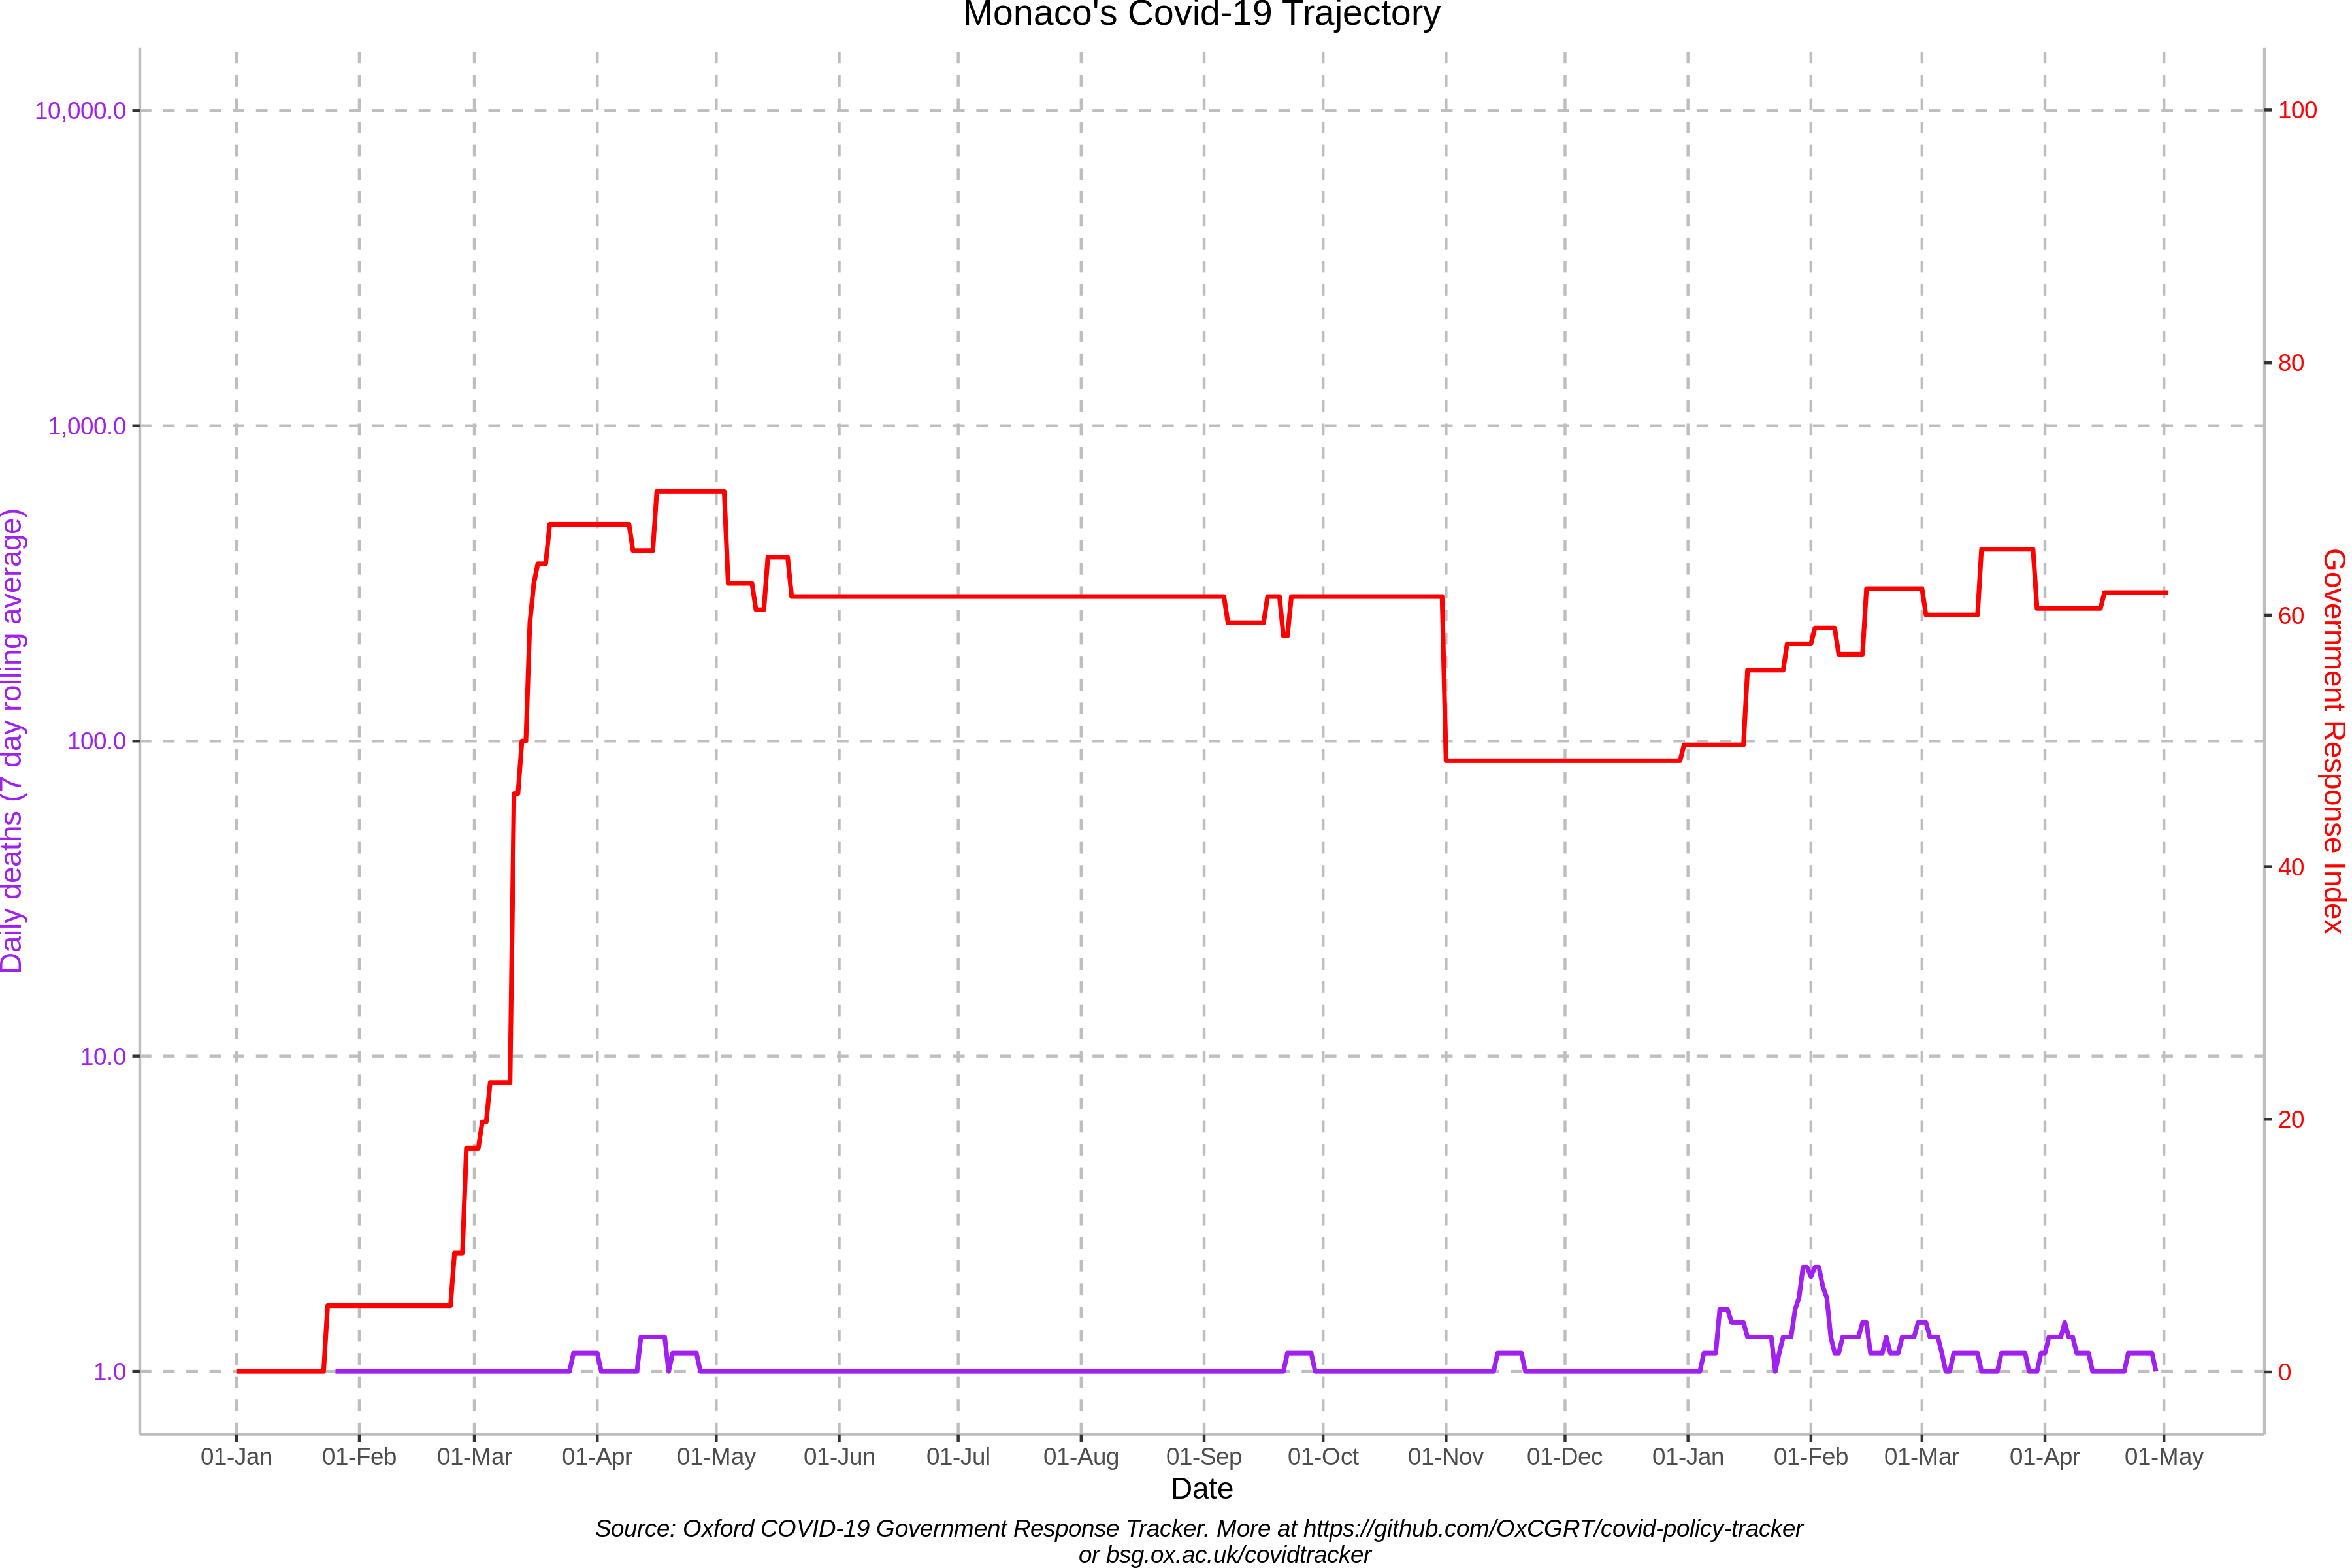 Monaco's Covid-19 Trajectory
10,000.0
1,000.0
100.0
10.0
1.0
Daily deaths (7 day rolling average)
100
80
60
40
20
0
Government Response Index
01-Jan 01-Feb 01-Mar 01-Apr 01-May 01-Jun 01-Jul 01-Aug 01-Sep 01-Oct 01-Nov 01-Dec 01-Jan 01-Feb 01-Mar 01-Apr 01-May
Date
Source: Oxford COVID-19 Government Response Tracker. More at https://github.com/OxCGRT/covid-policy-tracker
or bsg.ox.ac.uk/covidtracker